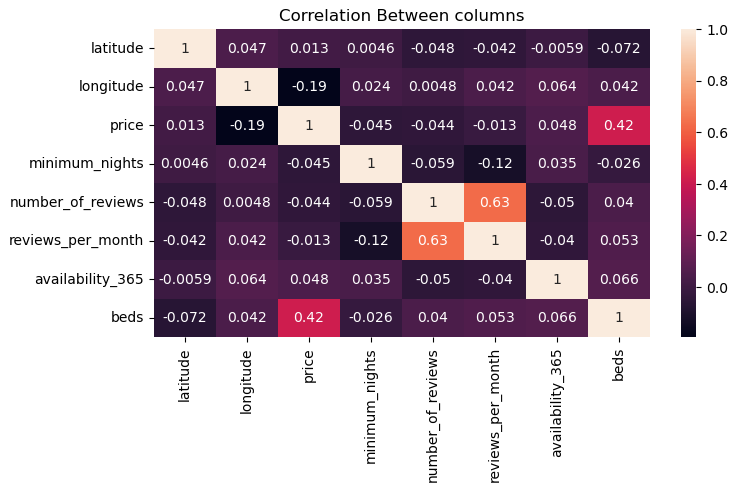 Correlation Between columns
latitude 1 0.047 0.013 0.0046 -0.048 -0.042 -0.0059 -0.072
longitude 0.047 1 -0.19 0.024 0.0048 0.042 0.064 0.042
price 0.013 -0.19 1 -0.045 -0.044 -0.013 0.048 0.42
minimum_nights 0.0046 0.024 -0.045 1 -0.059 -0.12 0.035 -0.026
number_of_reviews -0.048 0.0048 -0.044 -0.059 1 0.63 -0.05 0.04
reviews_per_month -0.042 0.042 -0.013 -0.12 0.63 1 -0.04 0.053
availability_365 -0.0059 0.064 0.048 0.035 -0.05 -0.04 1 0.066
beds -0.072 0.042 0.42 -0.026 0.04 0.053 0.066 1
latitude
longitude
price
minimum_nights
number_of_reviews
reviews_per_month
availability_365
beds
1.0
0.8
0.6
0.4
0.2
0.0